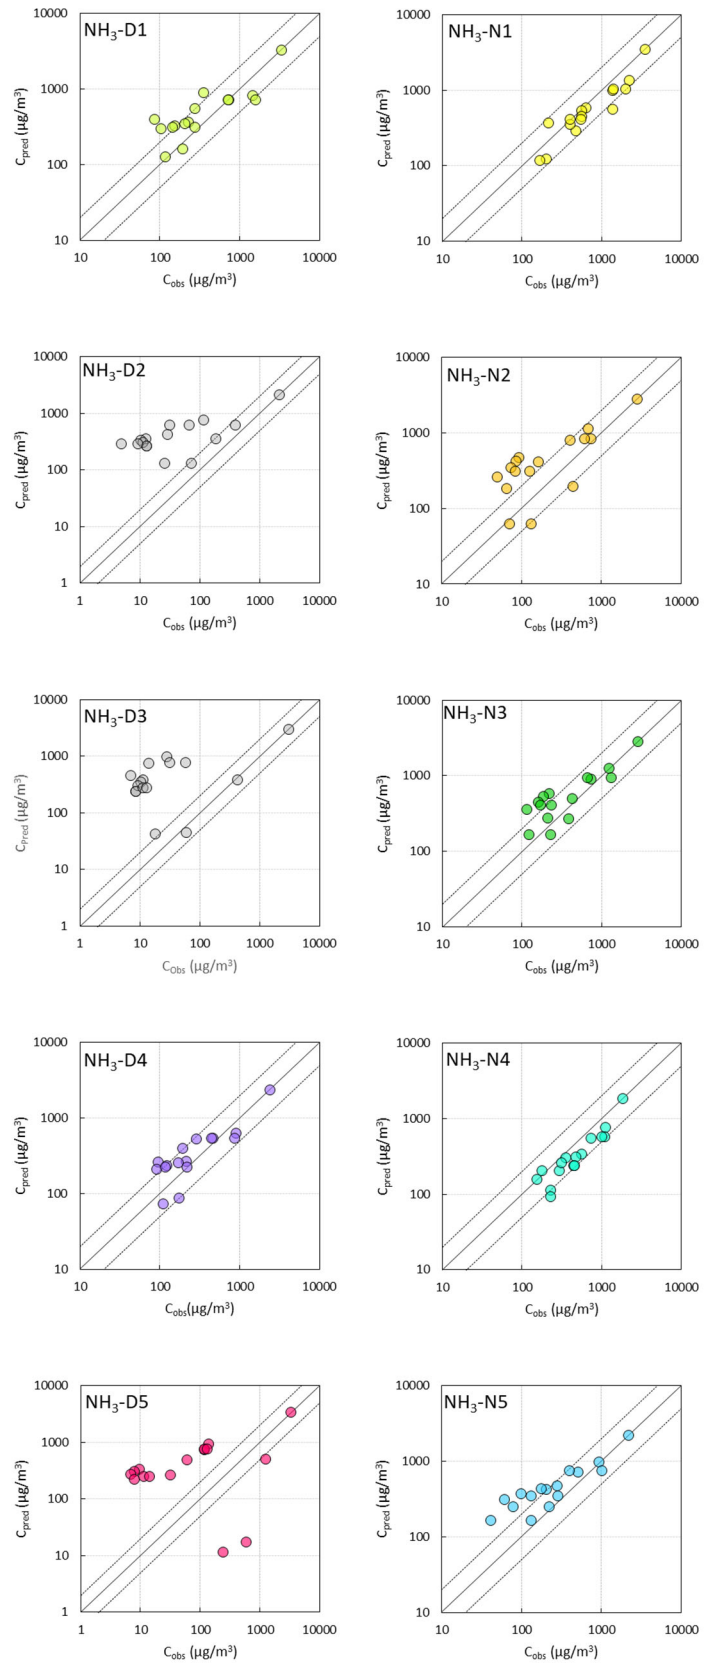 NH3-D1
10000
1000
100
10
Cpred (µg/m³)
10
100
1000
10000
Cobs (µg/m³)
NH3-N1
10000
1000
100
10
Cpred (µg/m³)
10
100
1000
10000
Cobs (µg/m³)
NH3-D2
10000
1000
100
10
1
Cpred (µg/m³)
1
10
100
1000
10000
Cobs (µg/m³)
NH3-N2
10000
1000
100
10
Cpred (µg/m³)
10
100
1000
10000
Cobs (µg/m³)
NH3-D3
10000
1000
100
10
1
CPred (µg/m³)
1
10
100
1000
10000
CObs (µg/m³)
NH3-N3
10000
1000
100
10
Cpred (µg/m³)
10
100
1000
10000
Cobs (µg/m³)
NH3-D4
10000
1000
100
10
Cpred (µg/m³)
10
100
1000
10000
Cobs(µg/m³)
NH3-N4
10000
1000
100
10
Cpred (µg/m³)
10
100
1000
10000
Cobs (µg/m³)
NH3-D5
10000
1000
100
10
1
Cpred (µg/m³)
1
10
100
1000
10000
Cobs (µg/m³)
NH3-N5
10000
1000
100
10
Cpred (µg/m³)
10
100
1000
10000
Cobs (µg/m³)